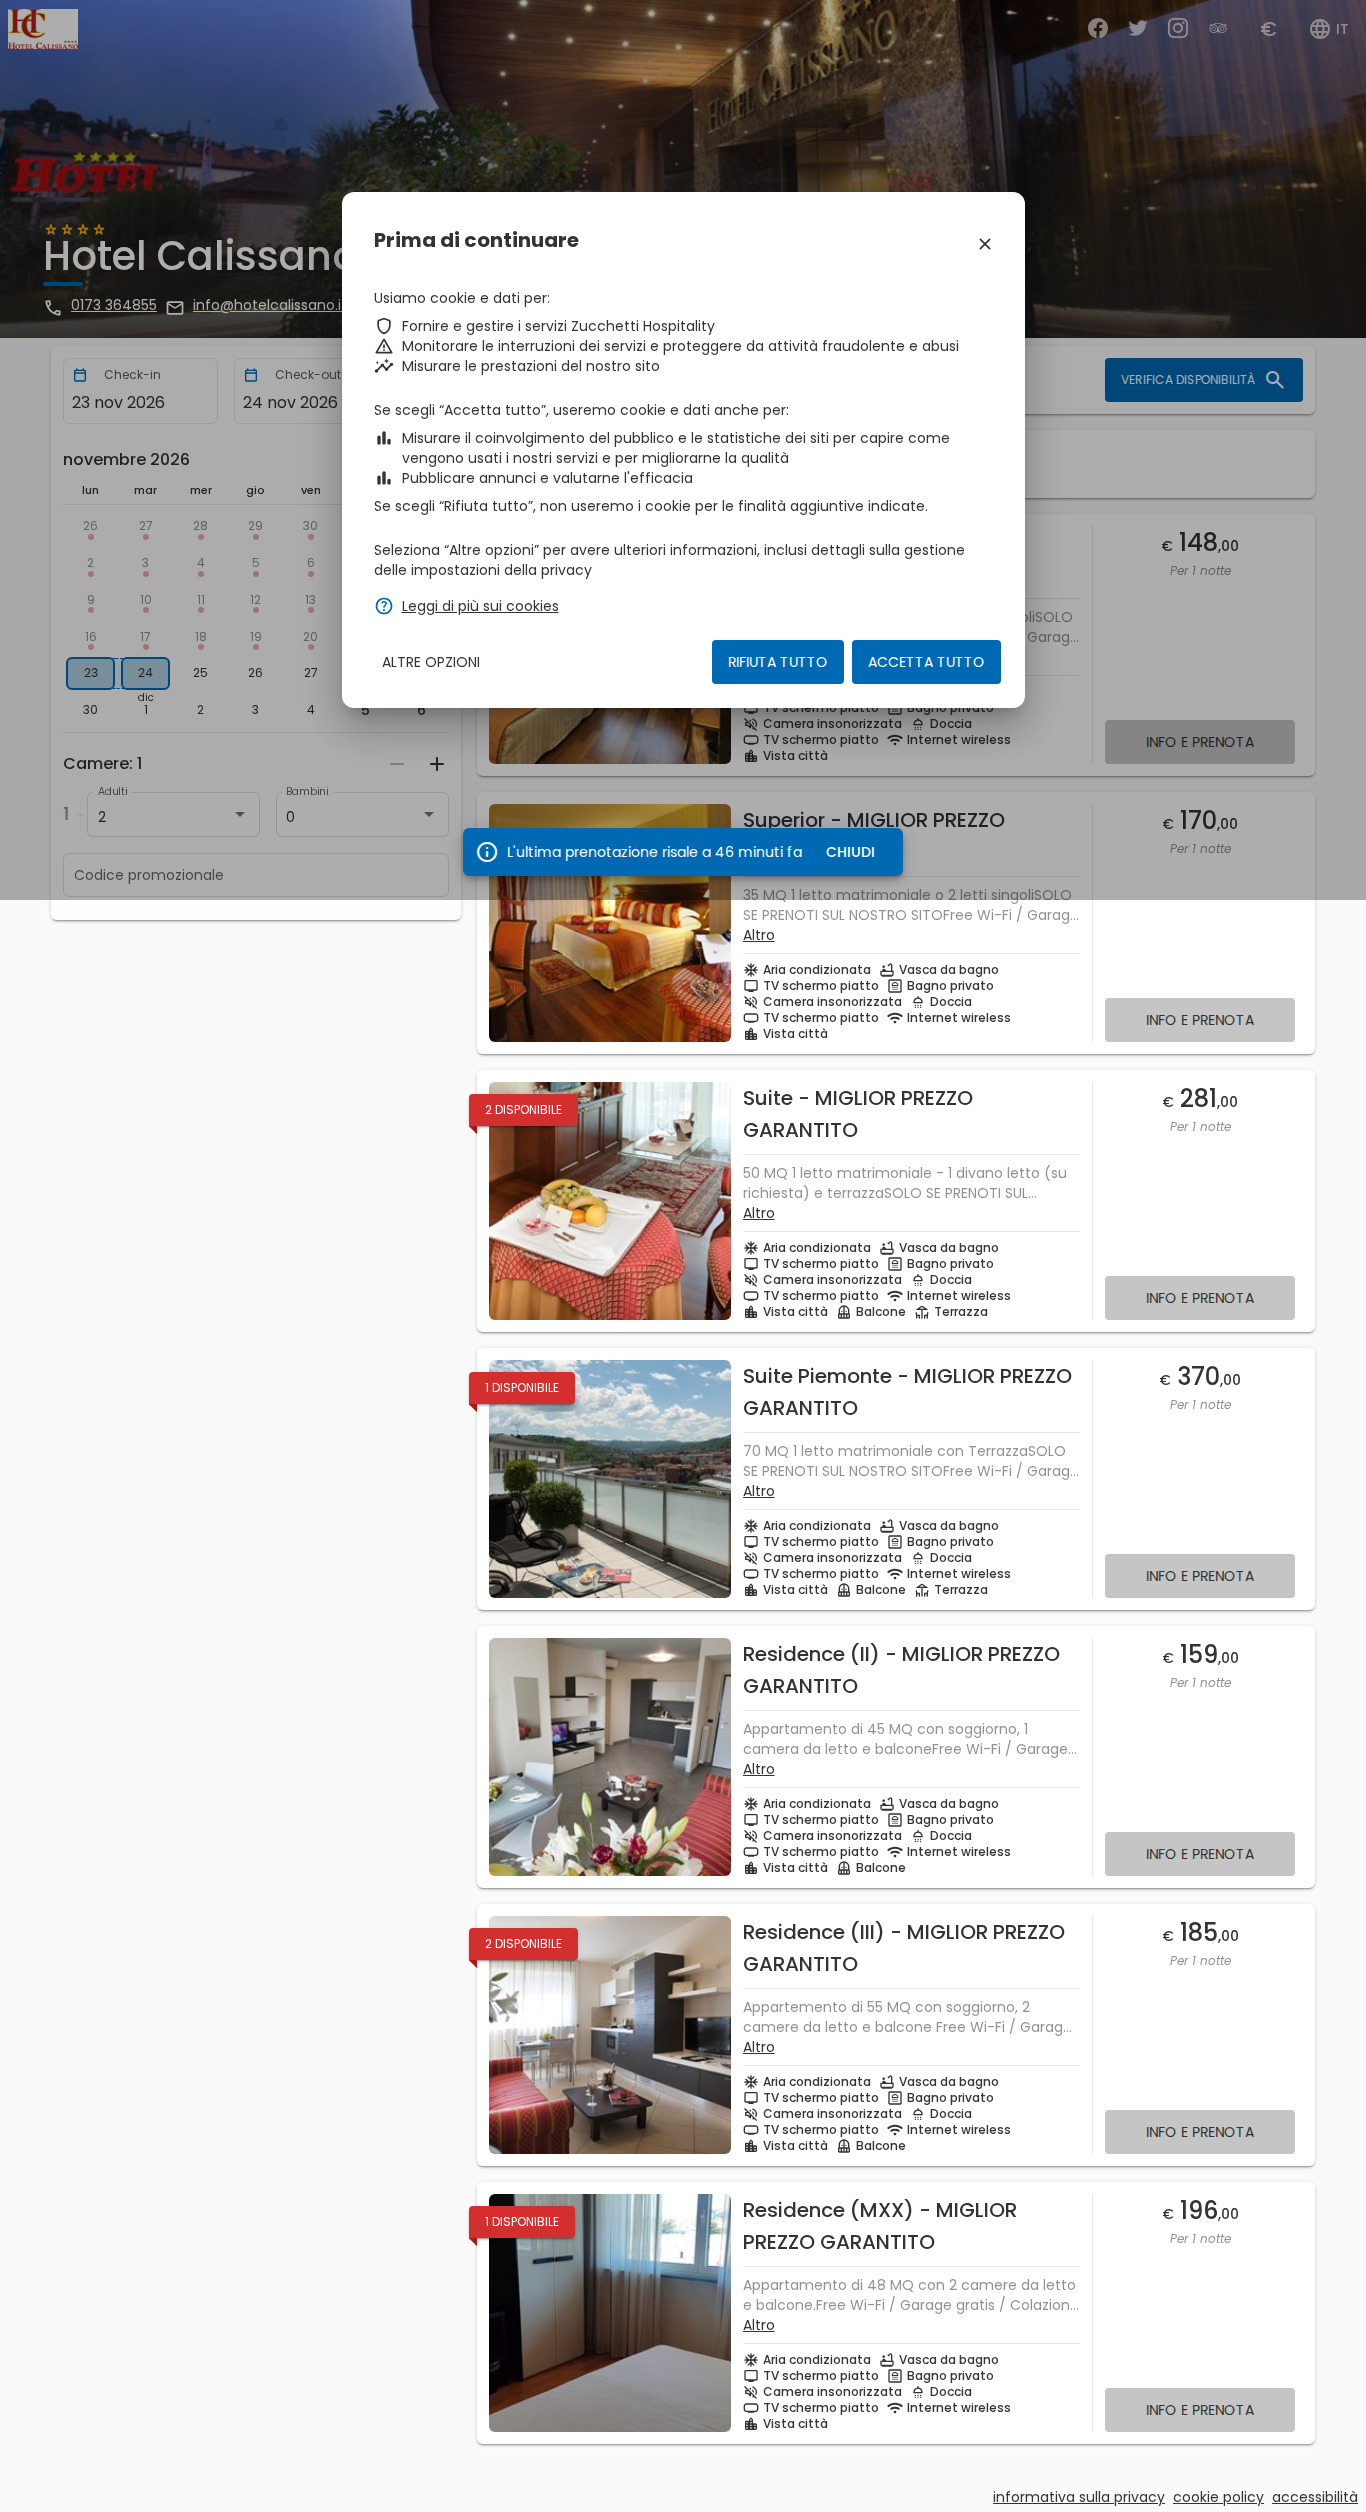 HC
HOTEL CALISSANO
IT
HOTEL CALISSANO
HOTEL
Hotel Calissano
0173 364855
info@hotelcalissano.i
Check-in
23 nov 2026
Check-out
24 nov 2026
VERIFICA DISPONIBILITÀ
Prima di continuare
Usiamo cookie e dati per:
Fornire e gestire i servizi Zucchetti Hospitality
Monitorare le interruzioni dei servizi e proteggere da attività fraudolente e abusi
Misurare le prestazioni del nostro sito
Se scegli “Accetta tutto”, useremo cookie e dati anche per:
Misurare il coinvolgimento del pubblico e le statistiche dei siti per capire come
vengono usati i nostri servizi e per migliorarne la qualità
Pubblicare annunci e valutarne l'efficacia
Se scegli “Rifiuta tutto”, non useremo i cookie per le finalità aggiuntive indicate.
Seleziona “Altre opzioni” per avere ulteriori informazioni, inclusi dettagli sulla gestione
delle impostazioni della privacy
Leggi di più sui cookies
ALTRE OPZIONI
RIFIUTA TUTTO
ACCETTA TUTTO
novembre 2026
lun mar mer gio ven
26 27 28 29 30
2 3 4 5 6
9 10 11 12 13
16 17 18 19 20
23 24 25 26 27
dic
30 1 2 3 4 5 6
Camere: 1
1 -
Adulti
2
Bambini
0
Codice promozionale
€ 148,00
Per 1 notte
oliSOLO
Garag...
TV schermo piatto Bagno privato
Camera insonorizzata Doccia
TV schermo piatto Internet wireless
Vista città
INFO E PRENOTA
Superior - MIGLIOR PREZZO
L'ultima prenotazione risale a 46 minuti fa
CHIUDI
35 MQ 1 letto matrimoniale o 2 letti singoliSOLO
SE PRENOTI SUL NOSTRO SITOFree Wi-Fi / Garag...
Altro
Aria condizionata Vasca da bagno
TV schermo piatto Bagno privato
Camera insonorizzata Doccia
TV schermo piatto Internet wireless
Vista città
€ 170,00
Per 1 notte
INFO E PRENOTA
2 DISPONIBILE
Suite - MIGLIOR PREZZO
GARANTITO
50 MQ 1 letto matrimoniale - 1 divano letto (su
richiesta) e terrazzaSOLO SE PRENOTI SUL...
Altro
Aria condizionata Vasca da bagno
TV schermo piatto Bagno privato
Camera insonorizzata Doccia
TV schermo piatto Internet wireless
Vista città Balcone Terrazza
€ 281,00
Per 1 notte
INFO E PRENOTA
1 DISPONIBILE
Suite Piemonte - MIGLIOR PREZZO
GARANTITO
70 MQ 1 letto matrimoniale con TerrazzaSOLO
SE PRENOTI SUL NOSTRO SITOFree Wi-Fi / Garag...
Altro
Aria condizionata Vasca da bagno
TV schermo piatto Bagno privato
Camera insonorizzata Doccia
TV schermo piatto Internet wireless
Vista città Balcone Terrazza
€ 370,00
Per 1 notte
INFO E PRENOTA
Residence (II) - MIGLIOR PREZZO
GARANTITO
Appartamento di 45 MQ con soggiorno, 1
camera da letto e balconeFree Wi-Fi / Garage...
Altro
Aria condizionata Vasca da bagno
TV schermo piatto Bagno privato
Camera insonorizzata Doccia
TV schermo piatto Internet wireless
Vista città Balcone
€ 159,00
Per 1 notte
INFO E PRENOTA
2 DISPONIBILE
Residence (III) - MIGLIOR PREZZO
GARANTITO
Appartemento di 55 MQ con soggiorno, 2
camere da letto e balcone Free Wi-Fi / Garag...
Altro
Aria condizionata Vasca da bagno
TV schermo piatto Bagno privato
Camera insonorizzata Doccia
TV schermo piatto Internet wireless
Vista città Balcone
€ 185,00
Per 1 notte
INFO E PRENOTA
1 DISPONIBILE
Residence (MXX) - MIGLIOR
PREZZO GARANTITO
Appartamento di 48 MQ con 2 camere da letto
e balcone.Free Wi-Fi / Garage gratis / Colazion...
Altro
Aria condizionata Vasca da bagno
TV schermo piatto Bagno privato
Camera insonorizzata Doccia
TV schermo piatto Internet wireless
Vista città
€ 196,00
Per 1 notte
INFO E PRENOTA
informativa sulla privacy cookie policy accessibilità